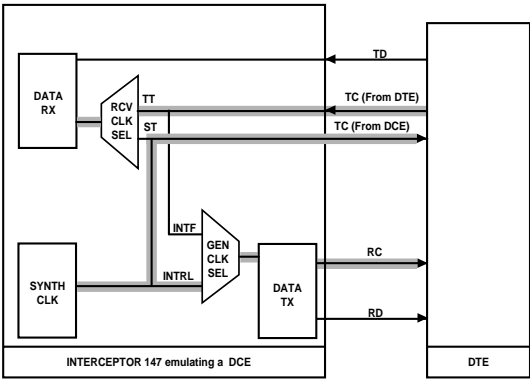 TD
DATA
RX
RCV
CLK
SEL
TT
TC (From DTE)
ST
TC (From DCE)
INTF
GEN
CLK
SEL
INTRL
SYNTH
CLK
DATA
TX
RC
RD
INTERCEPTOR 147 emulating a DCE
DTE